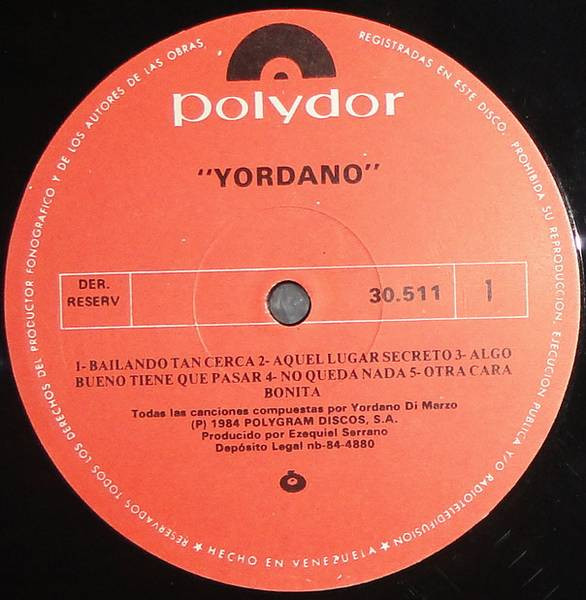 polydor
"YORDANO"
DER.
RESERV
30.511
1
1- BAILANDO TAN CERCA 2- AQUEL LUGAR SECRETO 3- ALGO
BUENO TIENE QUE PASAR 4- NO QUEDA NADA 5- OTRA CARA
BONITA
Todas las canciones compuestas por Yordano Di Marzo
(P) 1984 POLYGRAM DISCOS, S.A.
Producido por Ezequiel Serrano
Depósito Legal nb-84-4880
RESERVADOS TODOS LOS DERECHOS DEL PRODUCTOR FONOGRAFICO Y DE LOS AUTORES DE LAS OBRAS, REGISTRADAS EN ESTE DISCO. PROHIBIDA SU REPRODUCCION, EJECUCION PUBLICA Y/O RADIOTELEDIFUSION
★ HECHO EN VENEZUELA ★